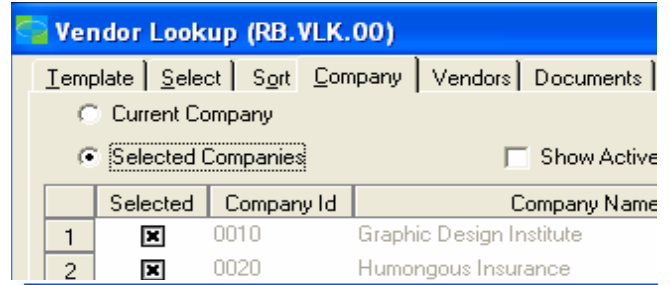 Vendor Lookup (RB.VLK.00)
Template Select Sort Company Vendors Documents
Current Company
Selected Companies Show Active
Selected Company Id Company Name
1 0010 Graphic Design Institute
2 0020 Humongous Insurance